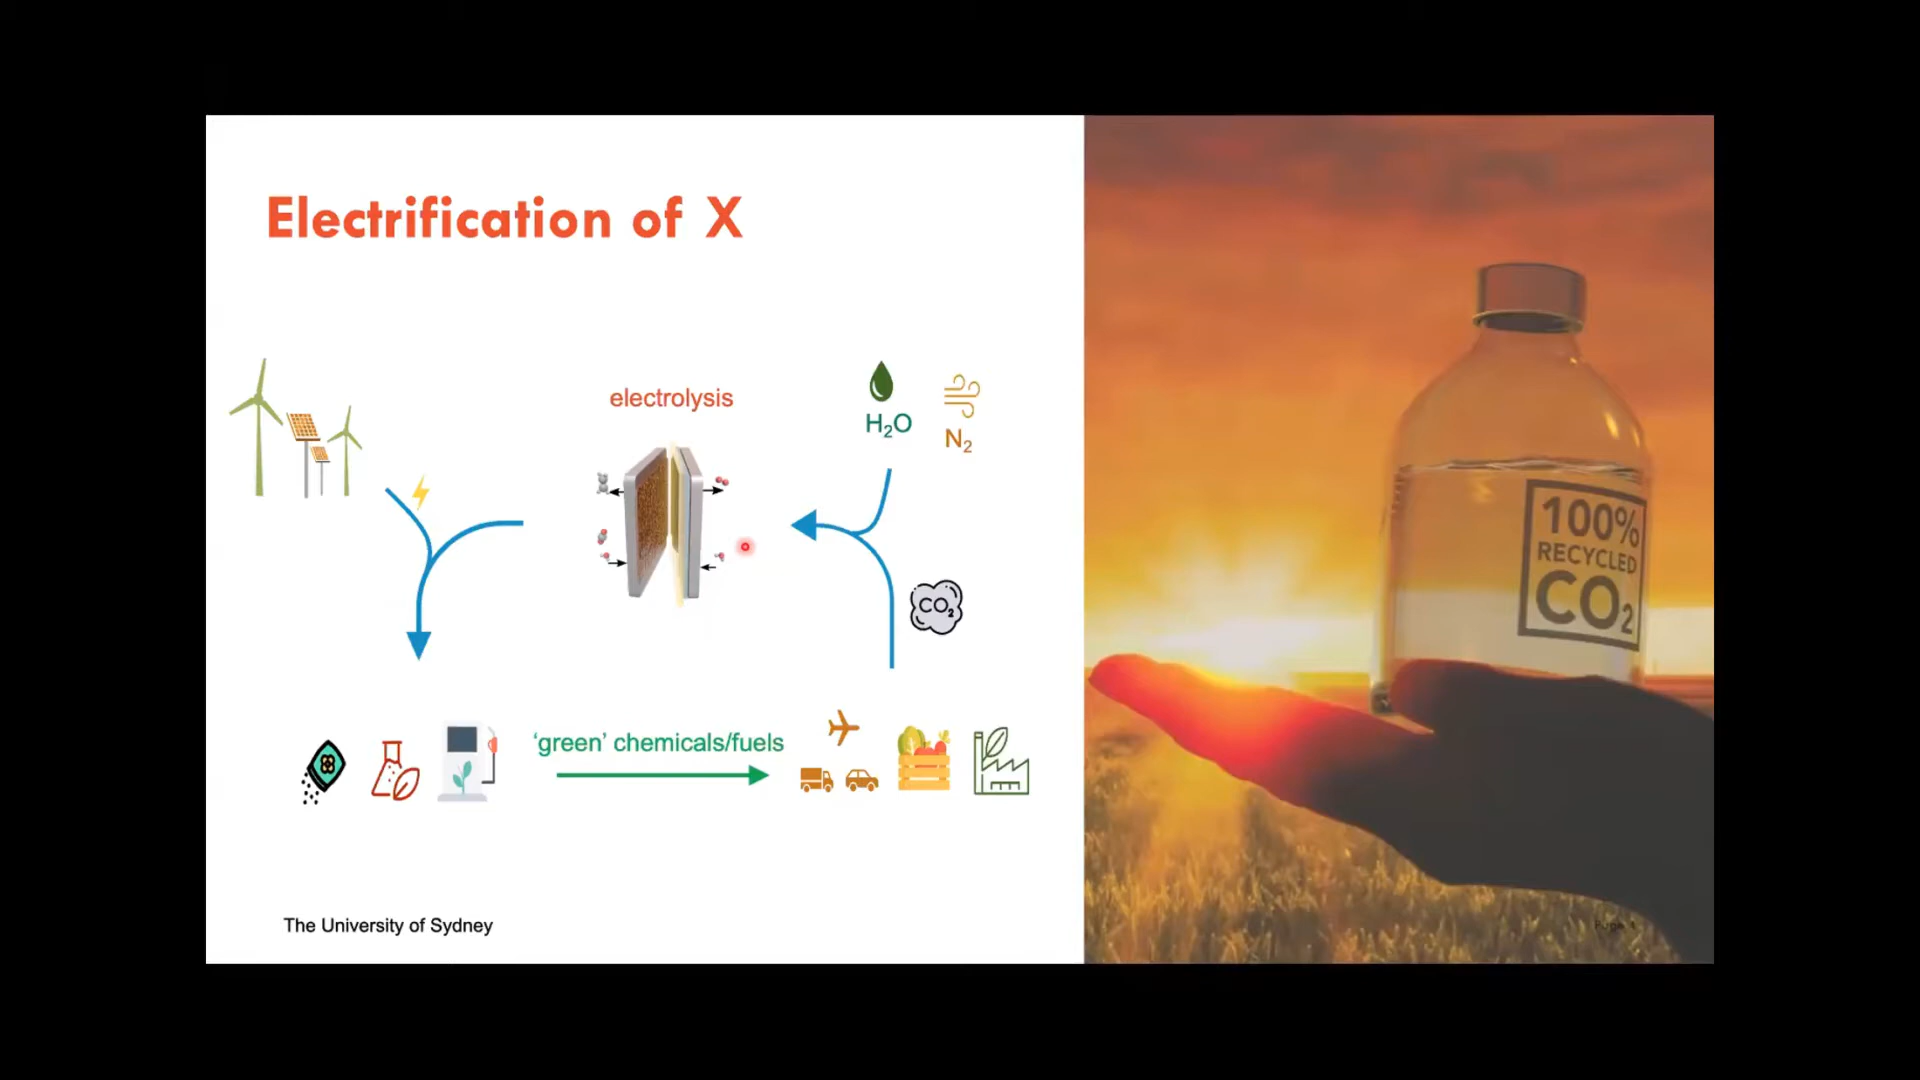 Electrification of X
electrolysis
H₂O
N₂
CO₂
'green' chemicals/fuels
The University of Sydney
100%
RECYCLED
CO₂